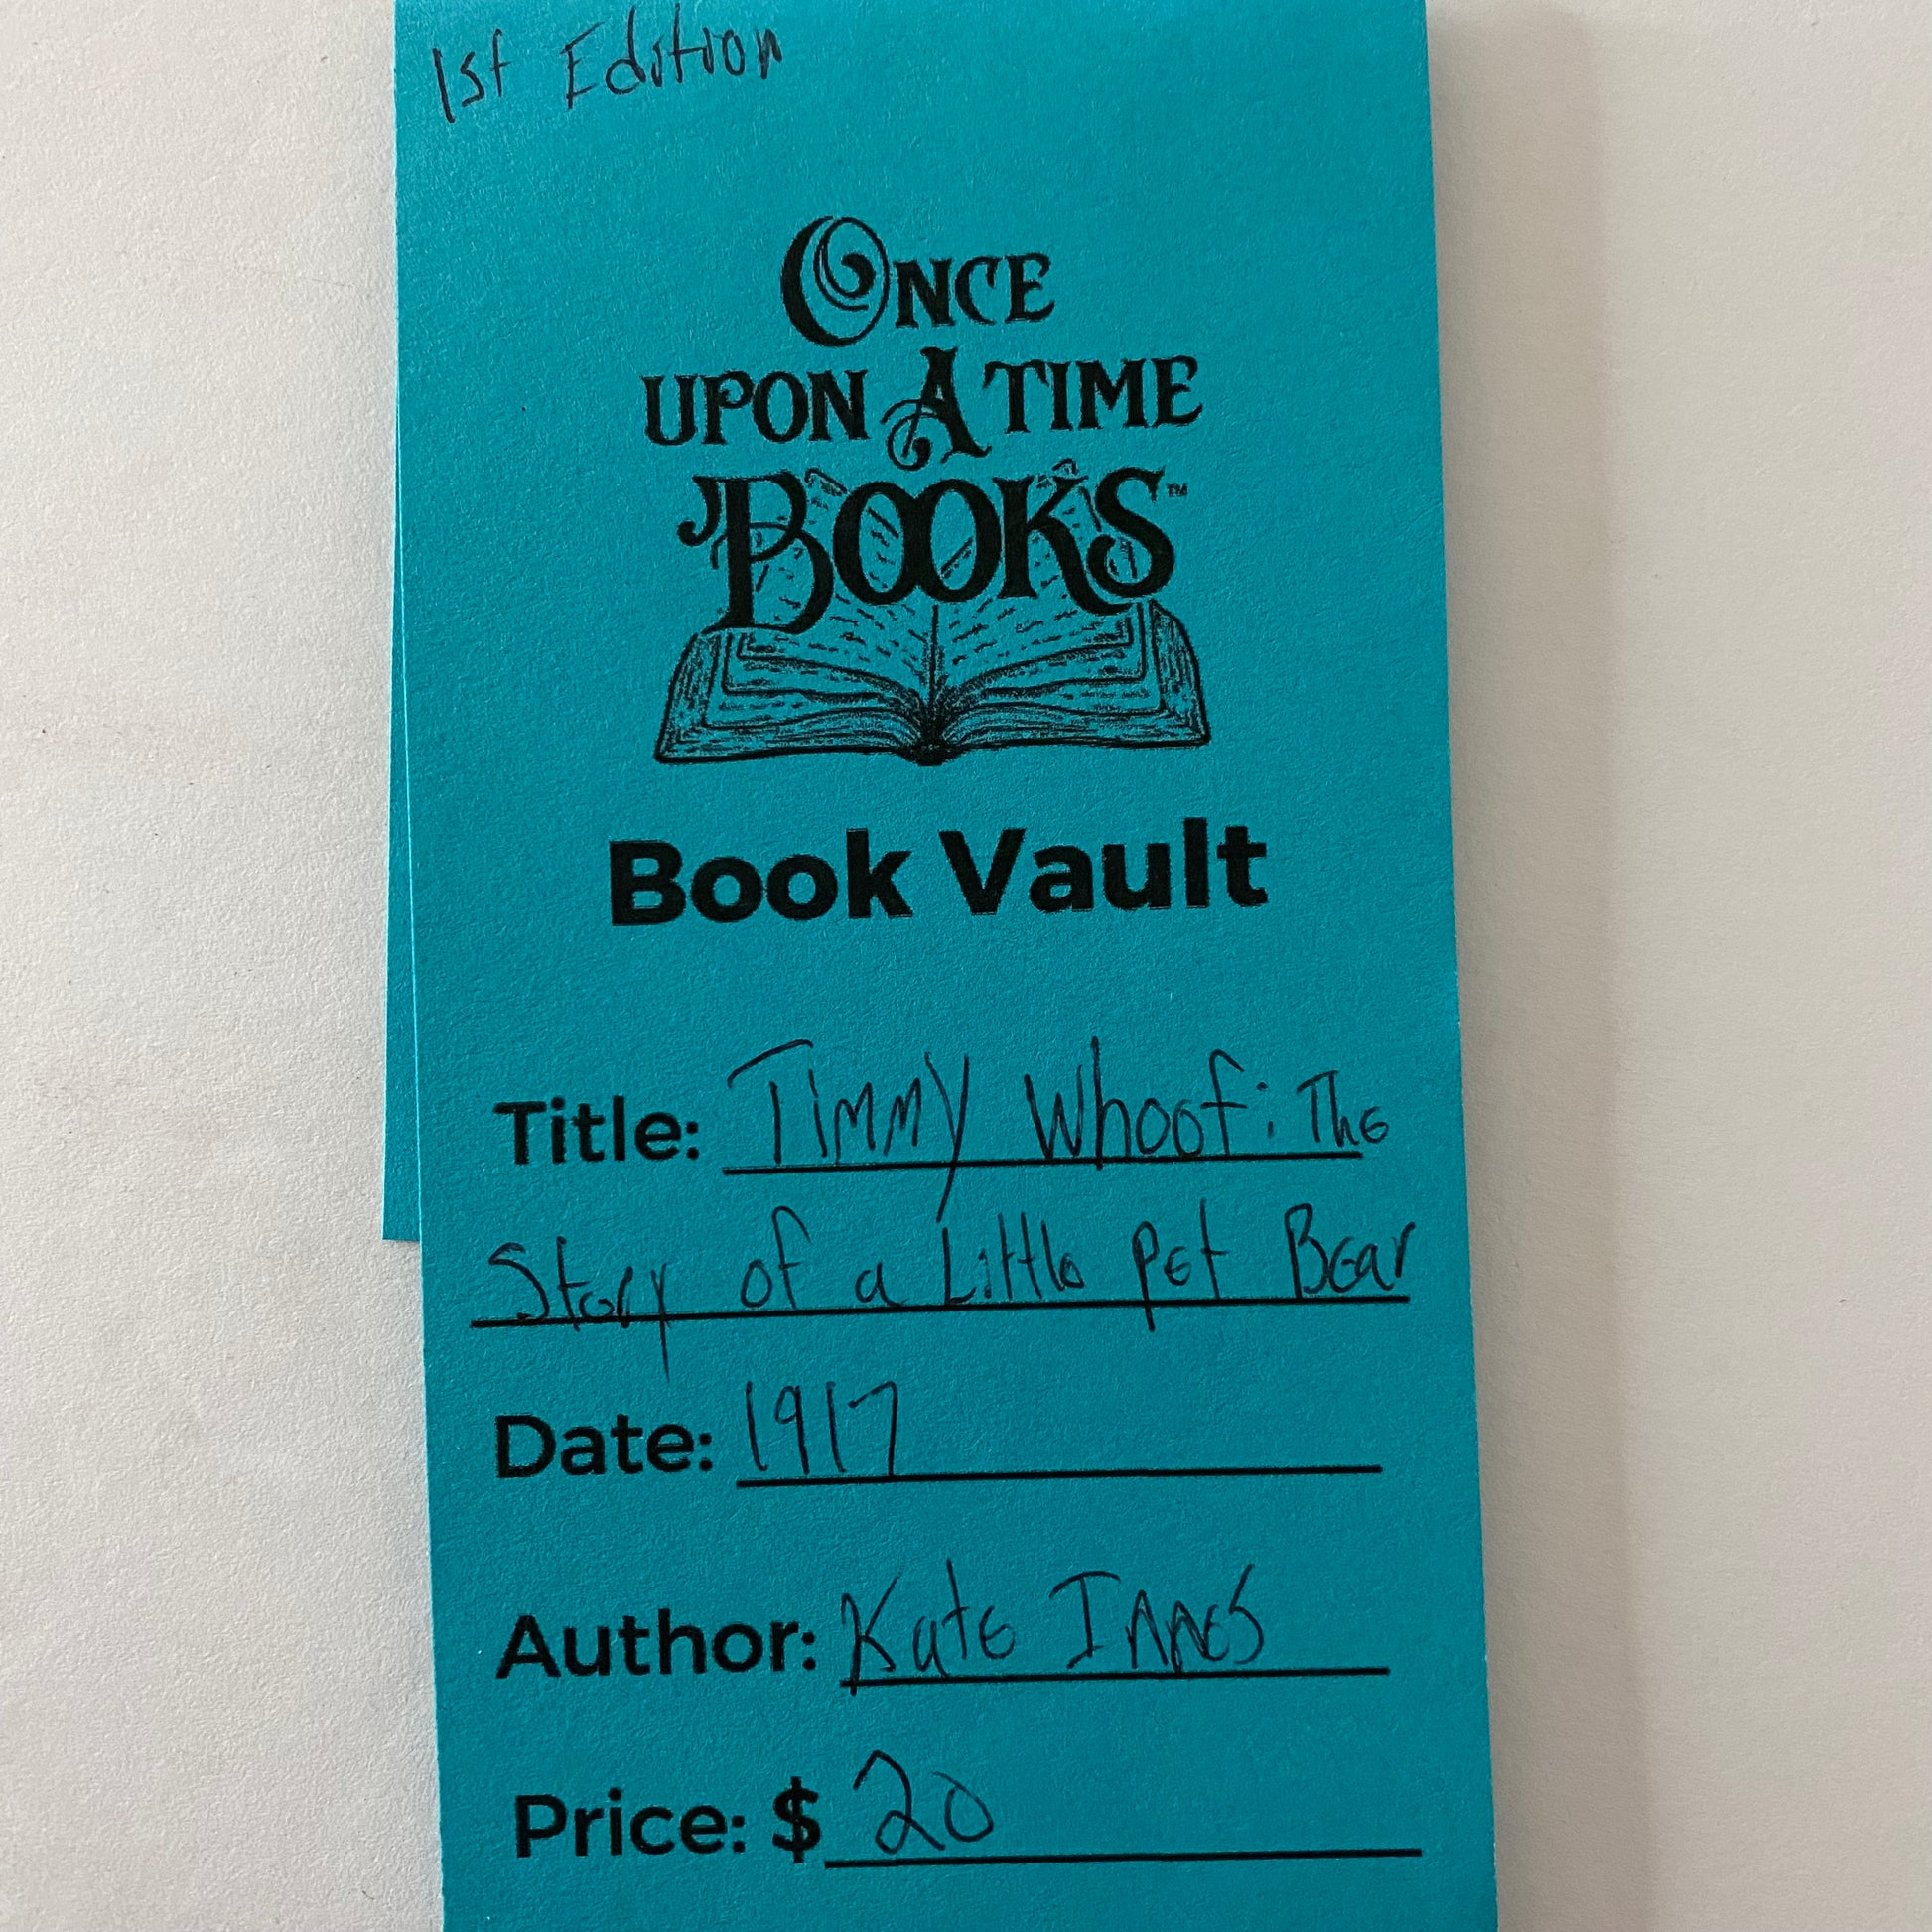 1st Edition
ONCE
UPON A TIME
BOOKS™
Book Vault
Title: Timmy Whoof: The
Story of a Little Pet Bear
Date: 1917
Author: Kate Innes
Price: $ 20